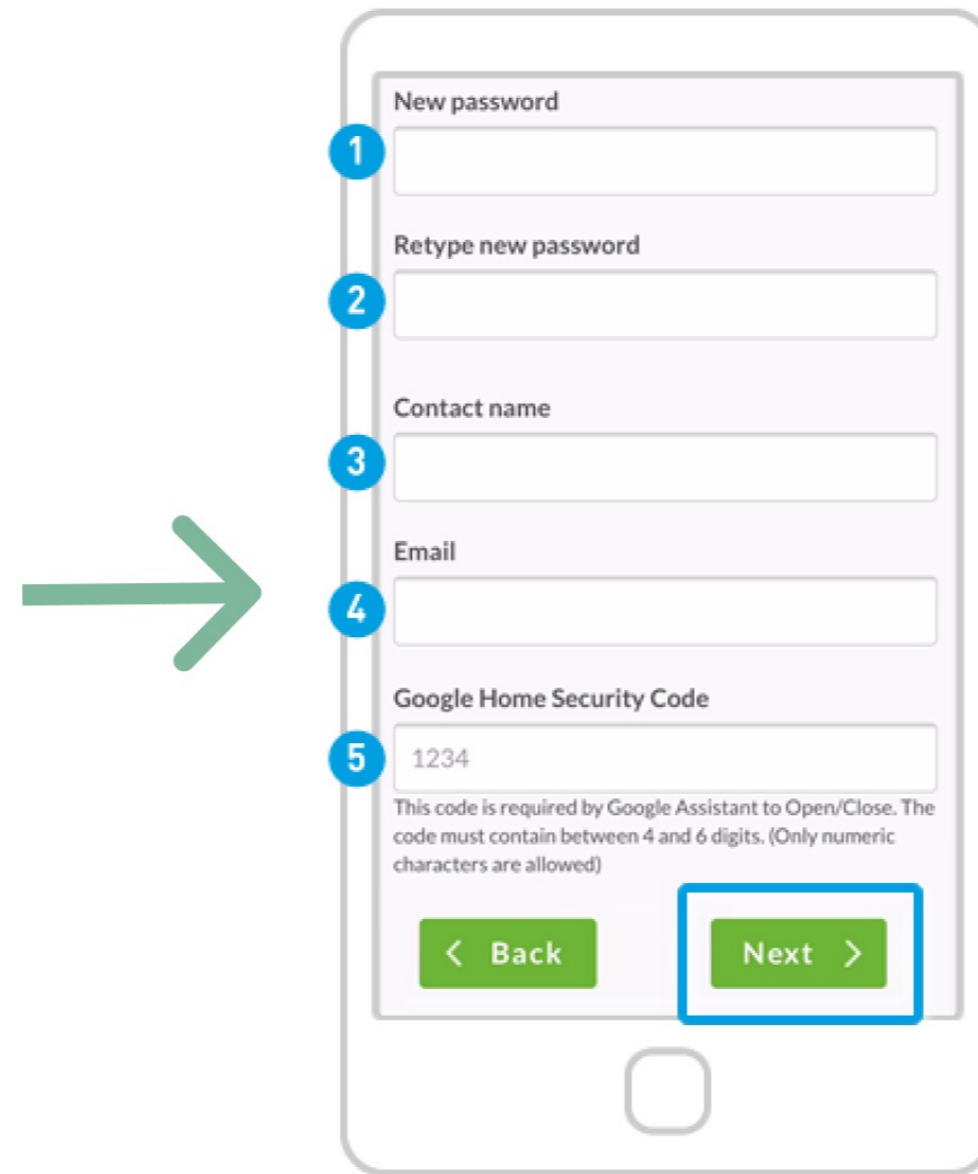 New password
1
Retype new password
2
Contact name
3
Email
4
Google Home Security Code
5
1234
This code is required by Google Assistant to Open/Close. The
code must contain between 4 and 6 digits. (Only numeric
characters are allowed)
Back
Next